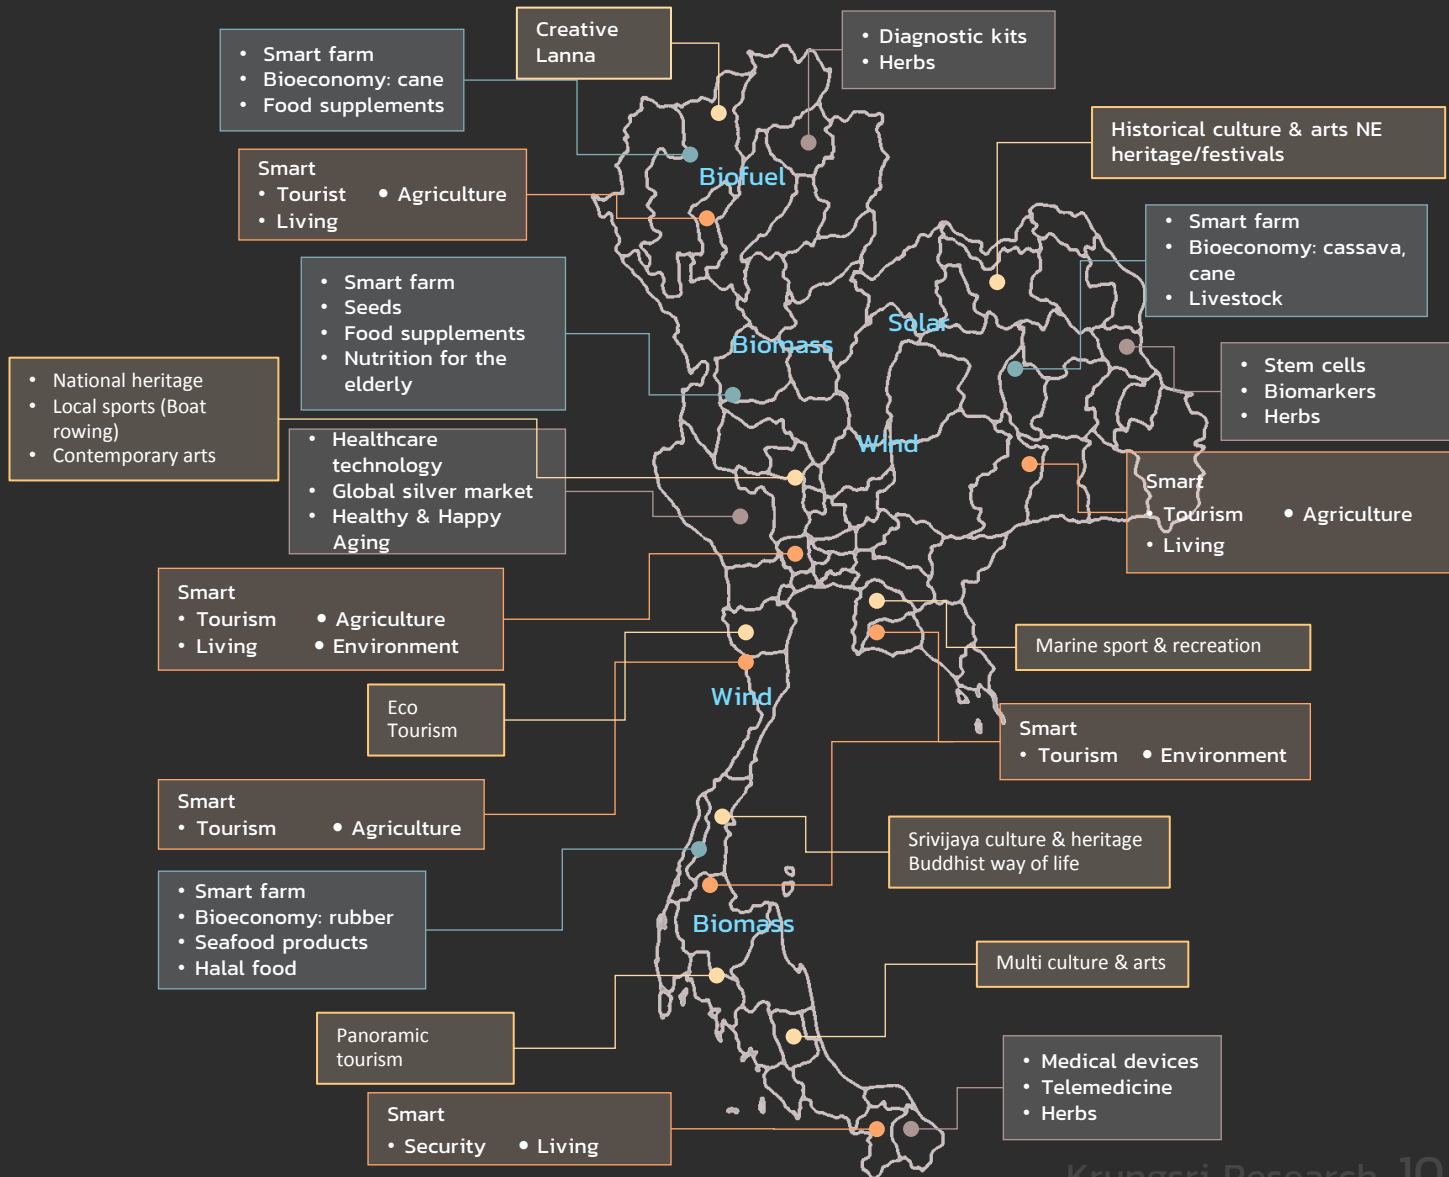 Creative
Lanna
• Diagnostic kits
• Herbs
• Smart farm
• Bioeconomy: cane
• Food supplements
Historical culture & arts NE
heritage/festivals
Smart
• Tourist • Agriculture
• Living
Biofuel
• Smart farm
• Bioeconomy: cassava,
cane
• Livestock
• Smart farm
• Seeds
• Food supplements
• Nutrition for the
elderly
Solar
Biomass
• Stem cells
• Biomarkers
• Herbs
• National heritage
• Local sports (Boat
rowing)
• Contemporary arts
• Healthcare
technology
• Global silver market
• Healthy & Happy
Aging
Wind
Smart
• Tourism • Agriculture
• Living
Smart
• Tourism • Agriculture
• Living • Environment
Marine sport & recreation
Eco
Tourism
Wind
Smart
• Tourism • Environment
Smart
• Tourism • Agriculture
Srivijaya culture & heritage
Buddhist way of life
• Smart farm
• Bioeconomy: rubber
• Seafood products
• Halal food
Biomass
Multi culture & arts
Panoramic
tourism
• Medical devices
• Telemedicine
• Herbs
Smart
• Security • Living
Krungsri Research 10